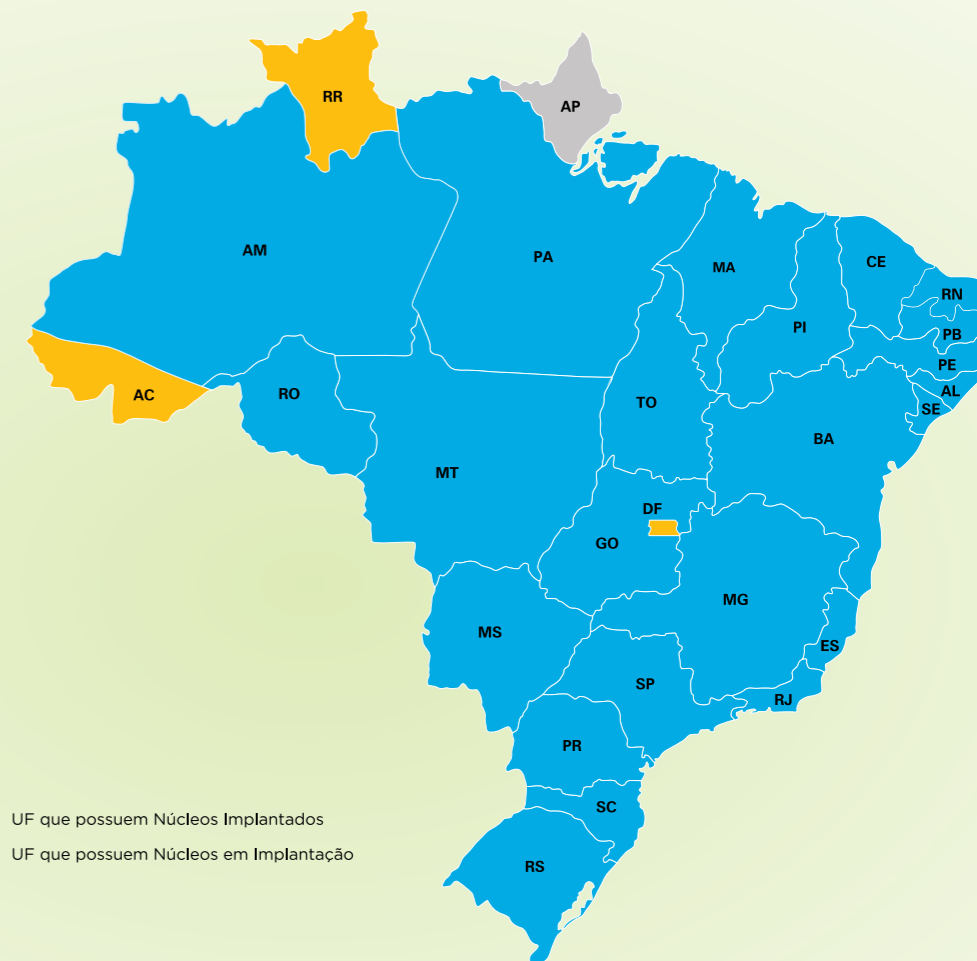 RR
AP
AM
PA
MA
CE
RN
PI
PB
PE
AC
RO
TO
AL
SE
BA
MT
DF
GO
MG
MS
ES
SP
RJ
PR
SC
UF que possuem Núcleos Implantados
UF que possuem Núcleos em Implantação
RS